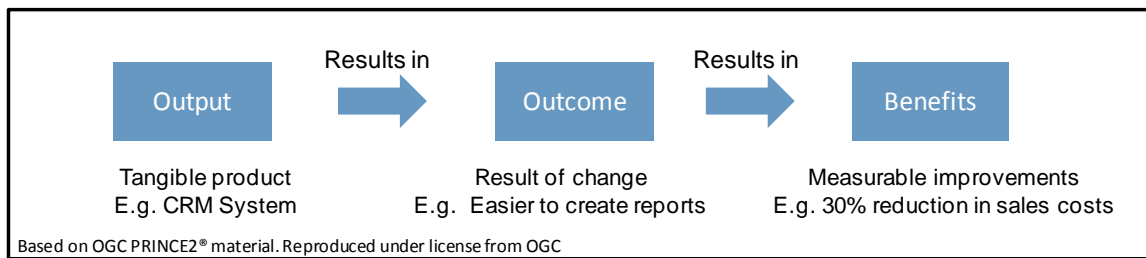 Results in
Results in
Output
Outcome
Benefits
Tangible product
E.g. CRM System
Result of change
E.g. Easier to create reports
Measurable improvements
E.g. 30% reduction in sales costs
Based on OGC PRINCE2® material. Reproduced under license from OGC